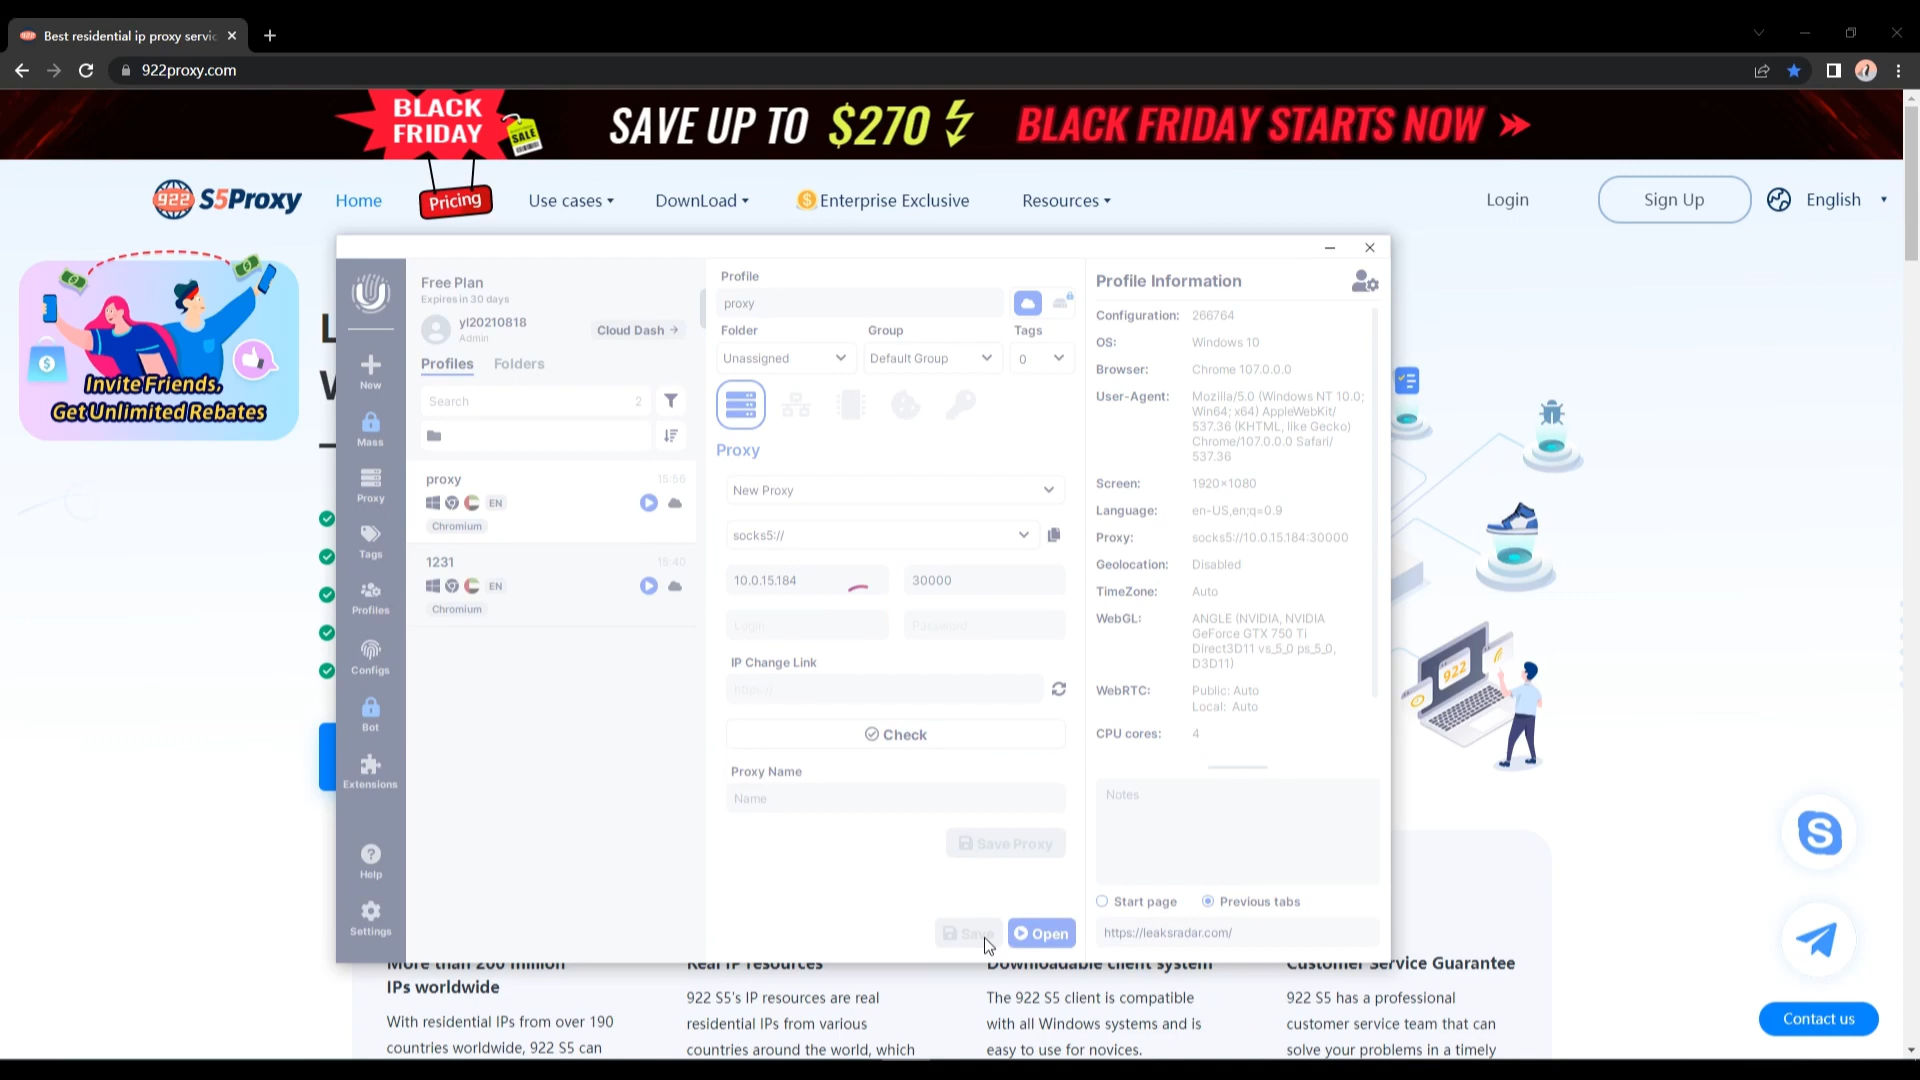 Best residential ip proxy servic
922proxy.com
BLACK FRIDAY
SALE
SAVE UP TO $270
BLACK FRIDAY STARTS NOW
922 S5Proxy
Home
Pricing
Use cases
DownLoad
Enterprise Exclusive
Resources
Login
Sign Up
English
Invite Friends,
Get Unlimited Rebates
Free Plan
Expires in 30 days
yl20210818
Admin
Cloud Dash
Profiles
Folders
Search
2
proxy
15:56
EN
Chromium
1231
15:40
EN
Chromium
New
Mass
Proxy
Tags
Profiles
Configs
Bot
Extensions
Help
Settings
Profile
proxy
Folder
Group
Tags
Unassigned
Default Group
0
Proxy
New Proxy
socks5://
10.0.15.184
30000
Login
Password
IP Change Link
https://
Check
Proxy Name
Name
Save Proxy
Save
Open
Profile Information
Configuration: 266764
OS: Windows 10
Browser: Chrome 107.0.0.0
User-Agent: Mozilla/5.0 (Windows NT 10.0;
Win64; x64) AppleWebKit/
537.36 (KHTML, like Gecko)
Chrome/107.0.0.0 Safari/
537.36
Screen: 1920×1080
Language: en-US,en;q=0.9
Proxy: socks5://10.0.15.184:30000
Geolocation: Disabled
TimeZone: Auto
WebGL: ANGLE (NVIDIA, NVIDIA
GeForce GTX 750 Ti
Direct3D11 vs_5_0 ps_5_0,
D3D11)
WebRTC: Public: Auto
Local: Auto
CPU cores: 4
Notes
Start page
Previous tabs
https://leaksradar.com/
922
More than 200 million
IPs worldwide
With residential IPs from over 190
countries worldwide, 922 S5 can
Real IP resources
922 S5's IP resources are real
residential IPs from various
countries around the world, which
Downloadable client system
The 922 S5 client is compatible
with all Windows systems and is
easy to use for novices.
Customer Service Guarantee
922 S5 has a professional
customer service team that can
solve your problems in a timely
Contact us